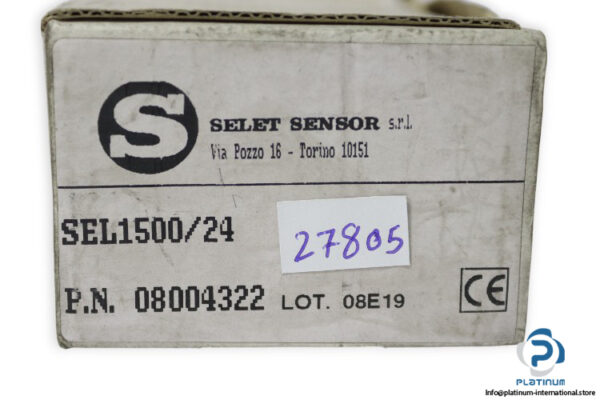 S
SELET SENSOR s.r.l.
Via Pozzo 16 - Torino 10151
SEL1500/24
27805
P.N. 08004322 LOT. 08E19
CE
P
PLATINUM
info@platinum-international.store